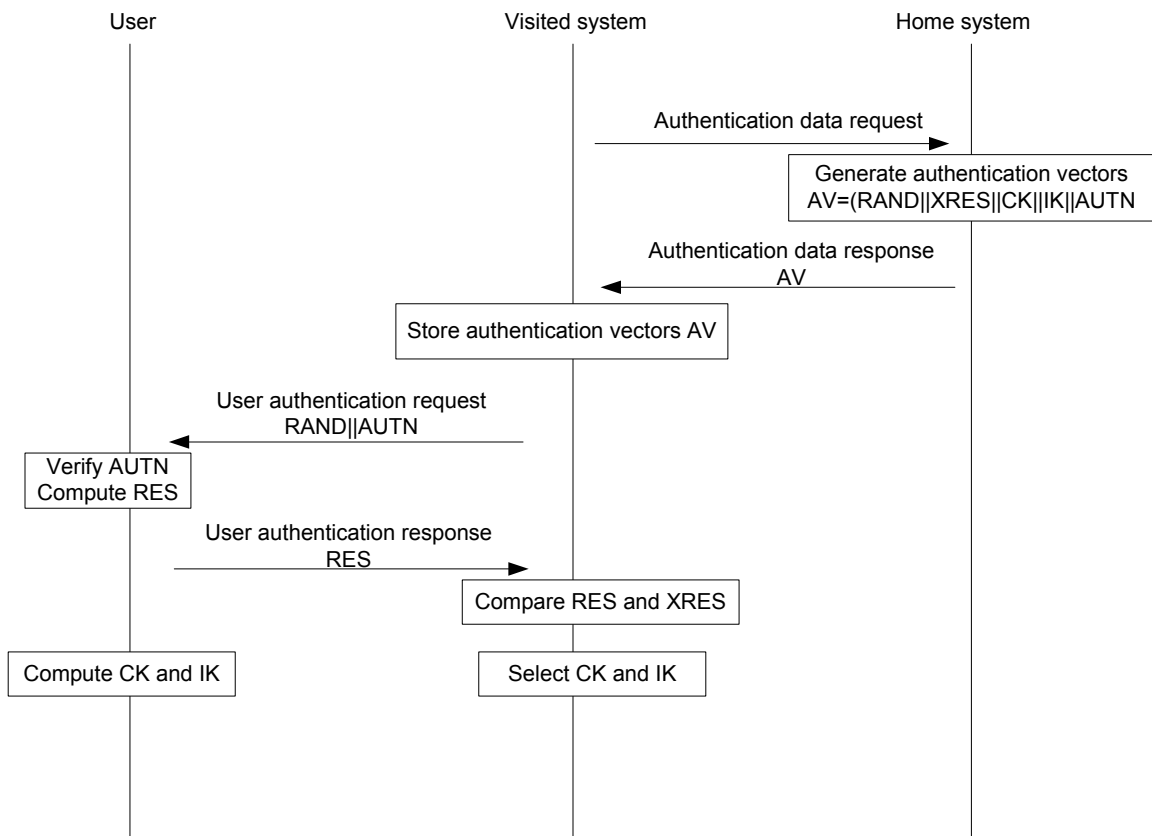 User
Visited system
Home system
Authentication data request
Generate authentication vectors
AV=(RAND||XRES||CK||IK||AUTN
Authentication data response
AV
Store authentication vectors AV
User authentication request
RAND||AUTN
Verify AUTN
Compute RES
User authentication response
RES
Compare RES and XRES
Compute CK and IK
Select CK and IK